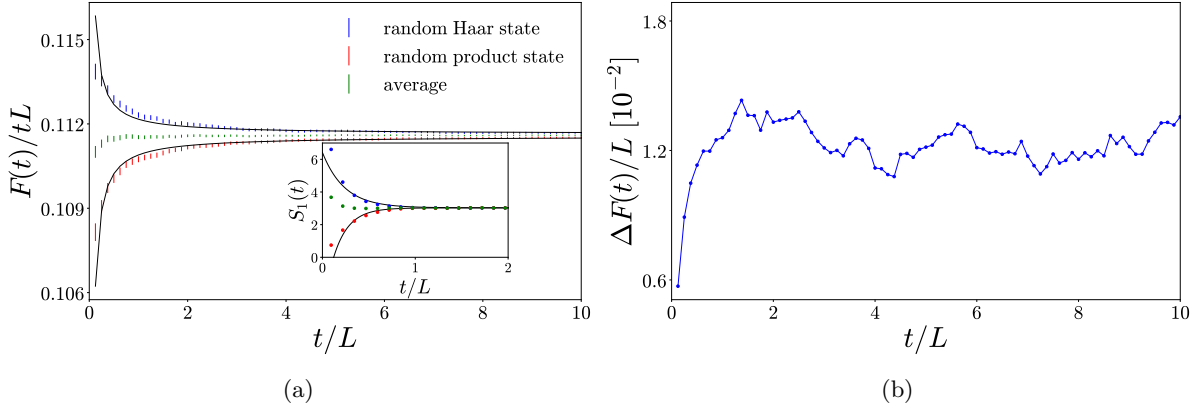 F(t)/tL
0.115
0.112
0.109
0.106
random Haar state
random product state
average
S₁(t)
6
4
2
0
0 1 2
t/L
0 2 4 6 8 10
t/L
(a)
ΔF(t)/L [10⁻²]
1.8
1.2
0.6
0 2 4 6 8 10
t/L
(b)